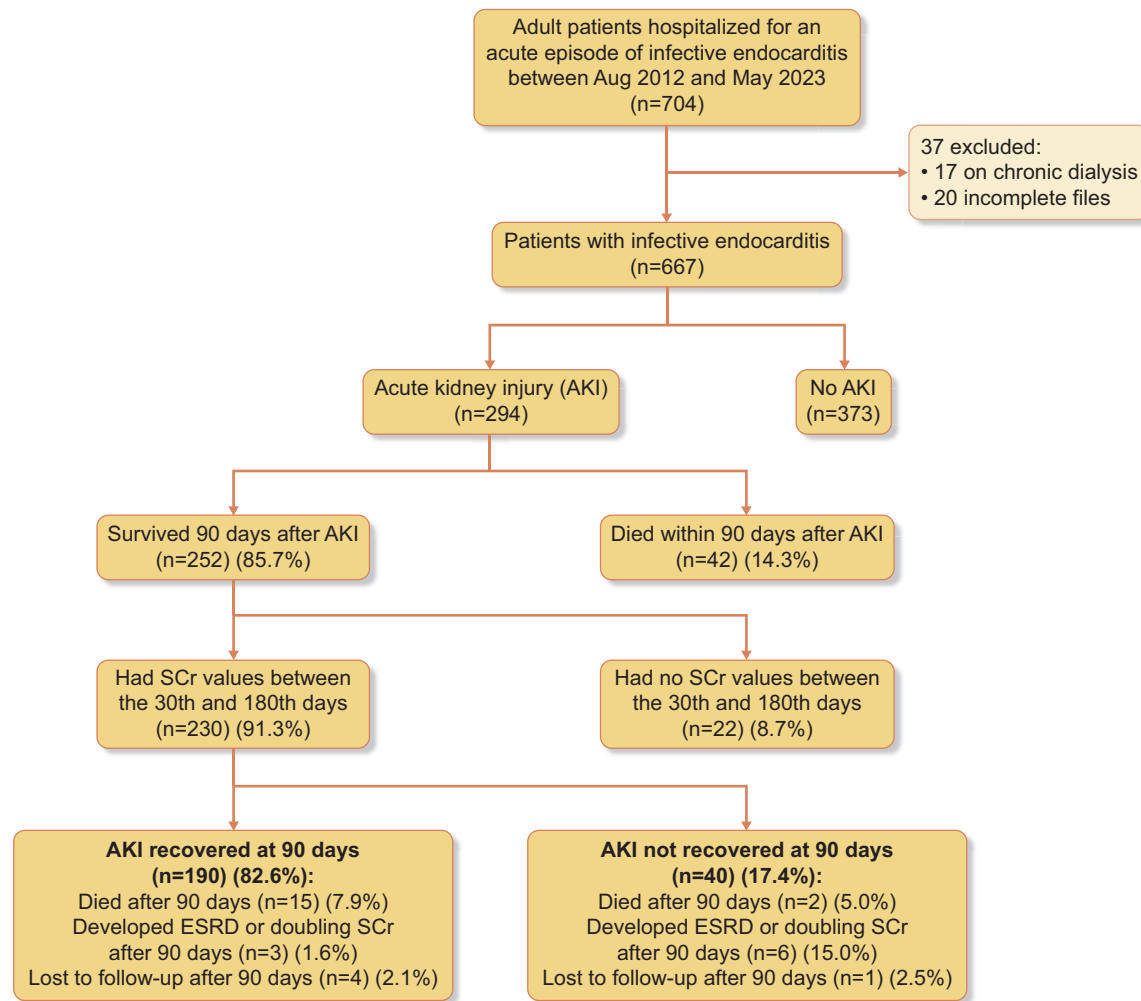 Adult patients hospitalized for an
acute episode of infective endocarditis
between Aug 2012 and May 2023
(n=704)
37 excluded:
• 17 on chronic dialysis
• 20 incomplete files
Patients with infective endocarditis
(n=667)
Acute kidney injury (AKI)
(n=294)
No AKI
(n=373)
Survived 90 days after AKI
(n=252) (85.7%)
Died within 90 days after AKI
(n=42) (14.3%)
Had SCr values between
the 30th and 180th days
(n=230) (91.3%)
Had no SCr values between
the 30th and 180th days
(n=22) (8.7%)
AKI recovered at 90 days
(n=190) (82.6%):
Died after 90 days (n=15) (7.9%)
Developed ESRD or doubling SCr
after 90 days (n=3) (1.6%)
Lost to follow-up after 90 days (n=4) (2.1%)
AKI not recovered at 90 days
(n=40) (17.4%):
Died after 90 days (n=2) (5.0%)
Developed ESRD or doubling SCr
after 90 days (n=6) (15.0%)
Lost to follow-up after 90 days (n=1) (2.5%)